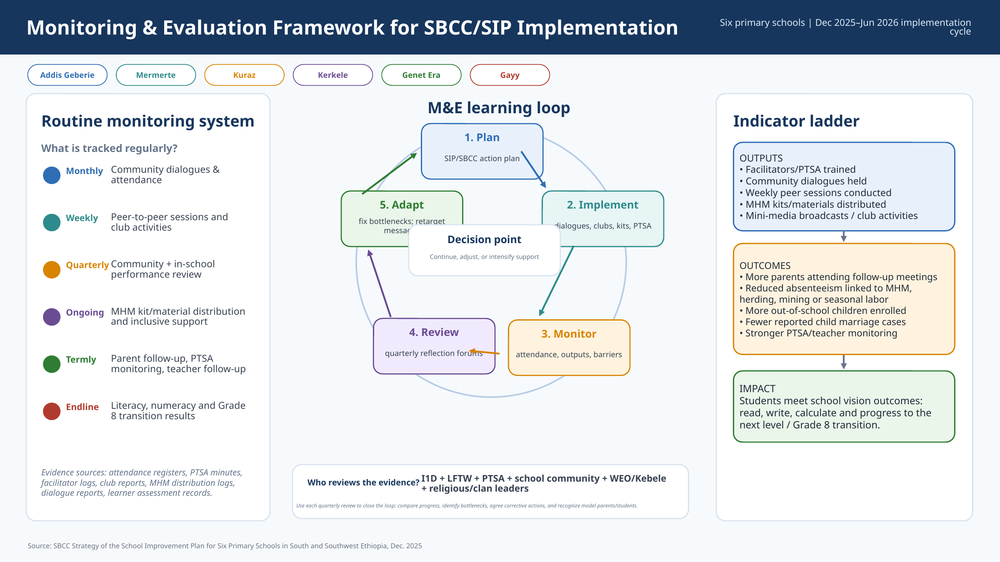 Monitoring & Evaluation Framework for SBCC/SIP Implementation
Six primary schools | Dec 2025–Jun 2026 implementation
cycle
Addis Geberie
Mermerte
Kuraz
Kerkele
Genet Era
Gayy
Routine monitoring system
What is tracked regularly?
Monthly
Community dialogues &
attendance
Weekly
Peer-to-peer sessions and
club activities
Quarterly
Community + in-school
performance review
Ongoing
MHM kit/material distribution
and inclusive support
Termly
Parent follow-up, PTSA
monitoring, teacher follow-up
Endline
Literacy, numeracy and Grade
8 transition results
Evidence sources: attendance registers, PTSA minutes,
facilitator logs, club reports, MHM distribution logs,
dialogue reports, learner assessment records.
M&E learning loop
1. Plan
SIP/SBCC action plan
2. Implement
dialogues, clubs, kits, PTSA
3. Monitor
attendance, outputs, barriers
4. Review
quarterly reflection forums
5. Adapt
fix bottlenecks; retarget
Decision point
Continue, adjust, or intensify support
Who reviews the evidence?
I1D + LFTW + PTSA + school community + WEO/Kebele
+ religious/clan leaders
Use each quarterly review to close the loop: compare progress, identify bottlenecks, agree corrective actions, and recognize model parents/students.
Indicator ladder
OUTPUTS
• Facilitators/PTSA trained
• Community dialogues held
• Weekly peer sessions conducted
• MHM kits/materials distributed
• Mini-media broadcasts / club activities
OUTCOMES
• More parents attending follow-up meetings
• Reduced absenteeism linked to MHM,
herding, mining or seasonal labor
• More out-of-school children enrolled
• Fewer reported child marriage cases
• Stronger PTSA/teacher monitoring
IMPACT
Students meet school vision outcomes:
read, write, calculate and progress to the
next level / Grade 8 transition.
Source: SBCC Strategy of the School Improvement Plan for Six Primary Schools in South and Southwest Ethiopia, Dec. 2025